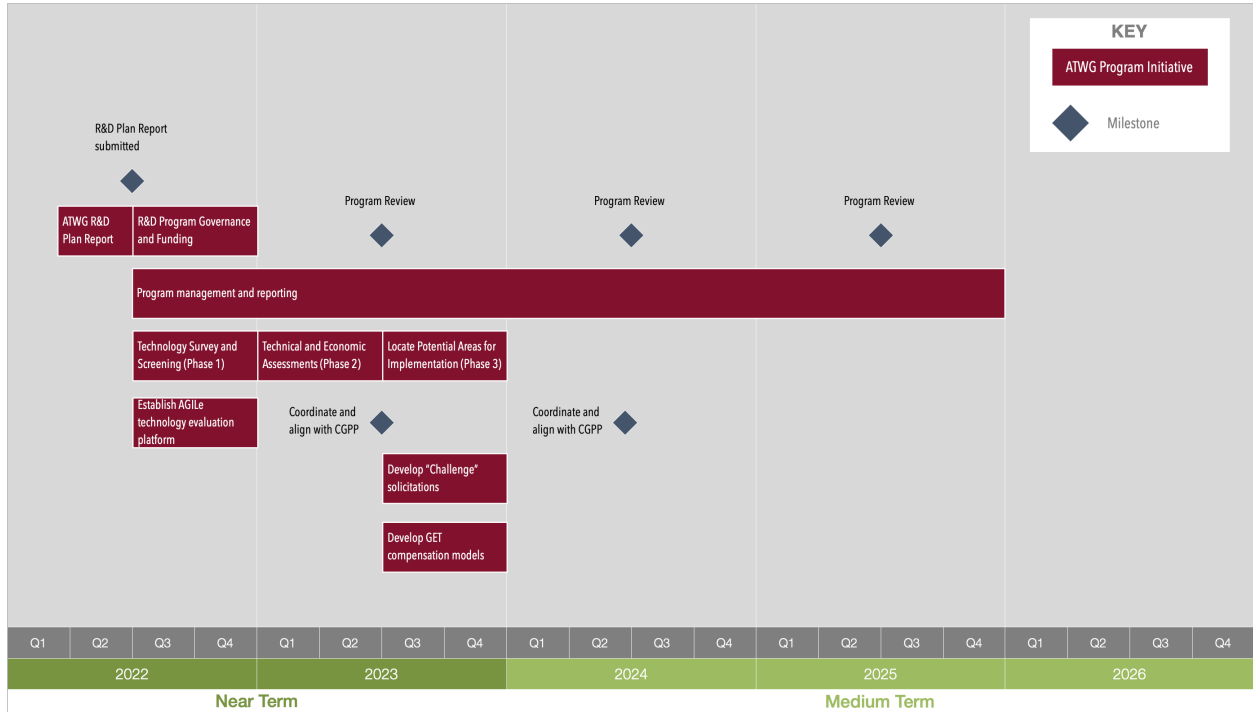 KEY
ATWG Program Initiative
Milestone
R&D Plan Report
submitted
Program Review
Program Review
Program Review
ATWG R&D
Plan Report
R&D Program Governance
and Funding
Program management and reporting
Technology Survey and
Screening (Phase 1)
Technical and Economic
Assessments (Phase 2)
Locate Potential Areas for
Implementation (Phase 3)
Establish AGILe
technology evaluation
platform
Coordinate and
align with CGPP
Coordinate and
align with CGPP
Develop “Challenge”
solicitations
Develop GET
compensation models
Q1 Q2 Q3 Q4 Q1 Q2 Q3 Q4 Q1 Q2 Q3 Q4 Q1 Q2 Q3 Q4 Q1 Q2 Q3 Q4
2022 2023 2024 2025 2026
Near Term Medium Term